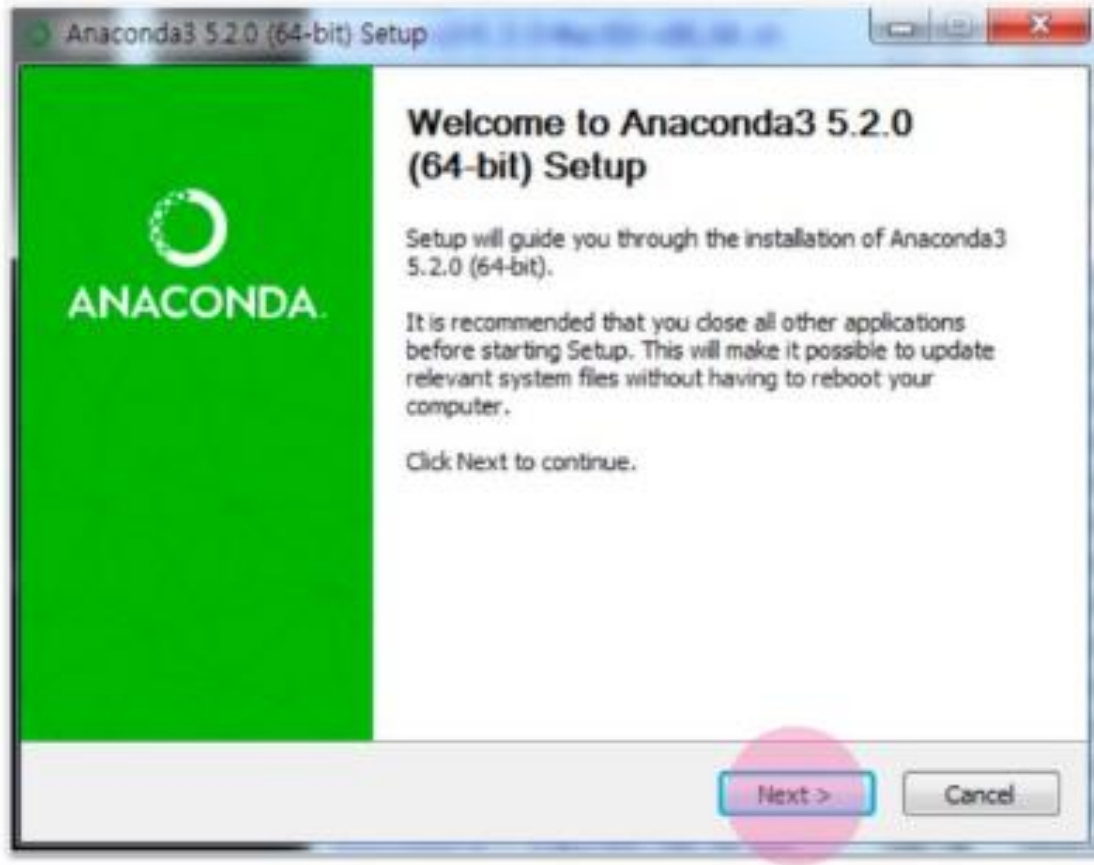 Anaconda3 5.2.0 (64-bit) Setup
Welcome to Anaconda3 5.2.0
(64-bit) Setup
Setup will guide you through the installation of Anaconda3
5.2.0 (64-bit).
It is recommended that you close all other applications
before starting Setup. This will make it possible to update
relevant system files without having to reboot your
computer.
Click Next to continue.
ANACONDA.
Next >
Cancel